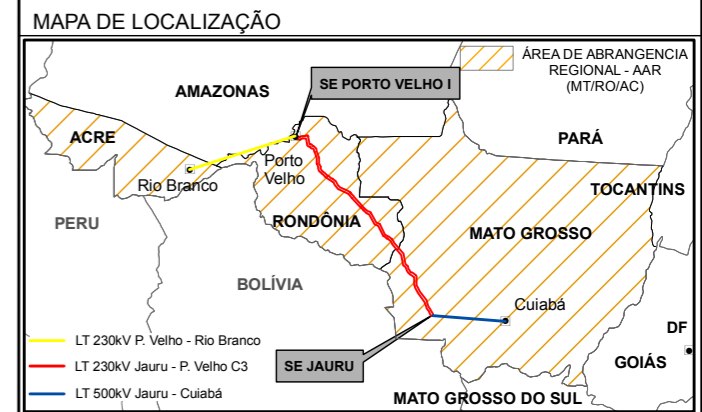 MAPA DE LOCALIZAÇÃO
ÁREA DE ABRANGENCIA
REGIONAL - AAR
(MT/RO/AC)
AMAZONAS
SE PORTO VELHO I
ACRE
PARÁ
Porto
Velho
Rio Branco
TOCANTINS
PERU
RONDÔNIA
MATO GROSSO
BOLÍVIA
Cuiabá
DF
LT 230kV P. Velho - Rio Branco
LT 230kV Jauru - P. Velho C3
LT 500kV Jauru - Cuiabá
SE JAURU
GOIÁS
MATO GROSSO DO SUL